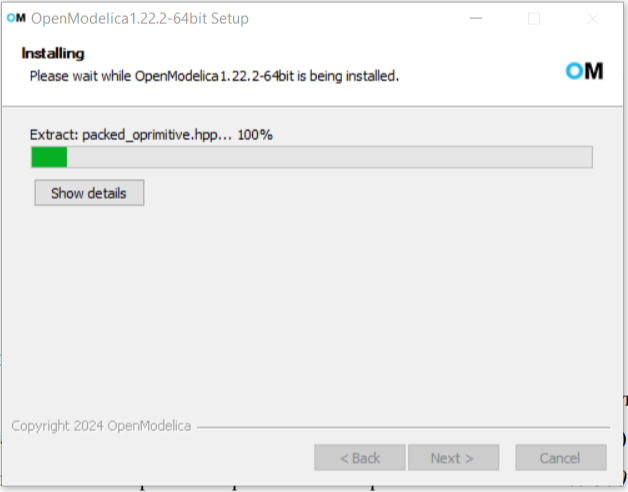 OM OpenModelica1.22.2-64bit Setup
Installing
Please wait while OpenModelica1.22.2-64bit is being installed.
OM
Extract: packed_oprimitive.hpp... 100%
Show details
Copyright 2024 OpenModelica
< Back Next > Cancel